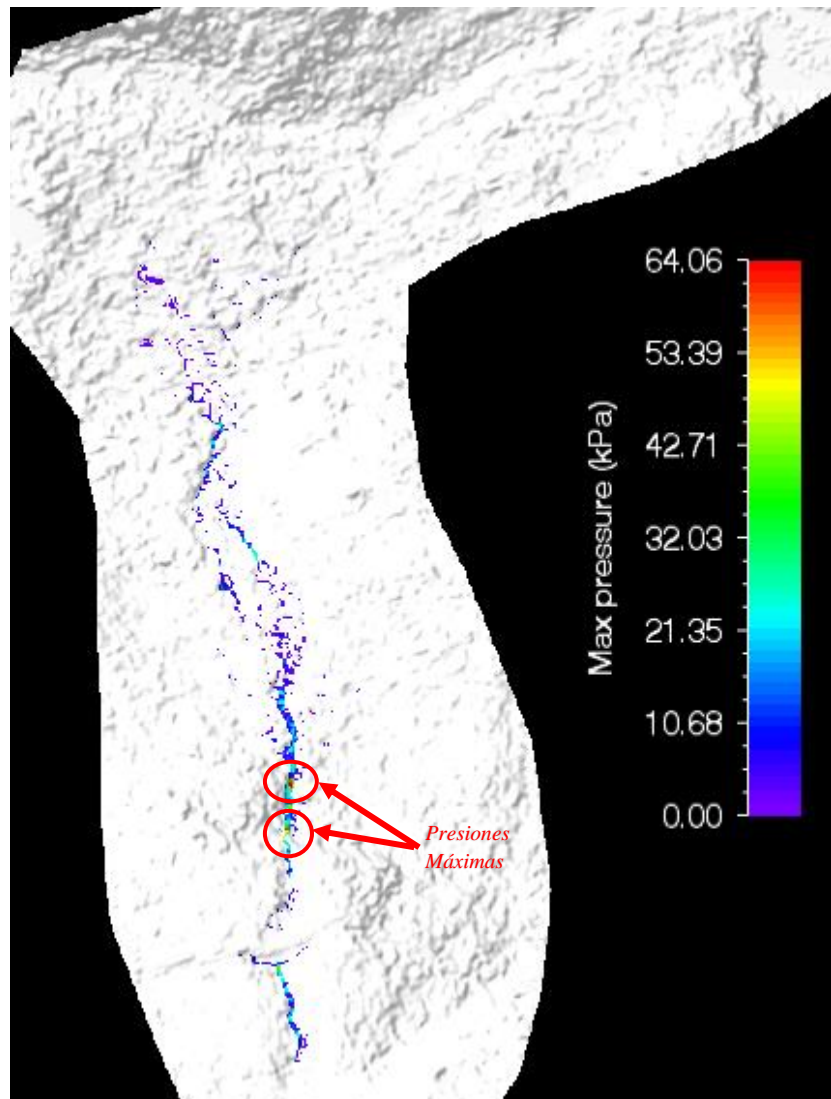 64.06
53.39
42.71
32.03
21.35
10.68
0.00
Max pressure (kPa)
Presiones
Máximas